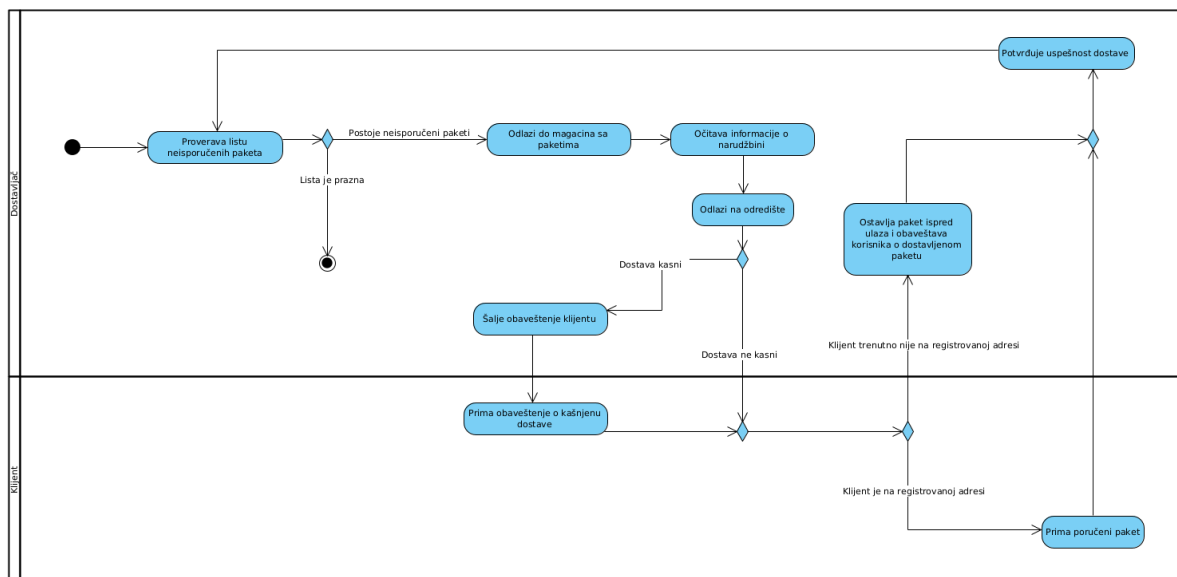 Dostavljač
Potvrđuje uspešnost dostave
Proverava listu
neisporučenih paketa
Postoje neisporučeni paketi
Odlazi do magacina sa
paketima
Očitava informacije o
narudžbini
Lista je prazna
Odlazi na odredište
Ostavlja paket ispred
ulaza i obaveštava
korisnika o dostavljenom
paketu
Dostava kasni
Šalje obaveštenje klijentu
Dostava ne kasni
Klijent trenutno nije na registrovanoj adresi
Klijent
Prima obaveštenje o kašnjenu
dostave
Klijent je na registrovanoj adresi
Prima poručeni paket